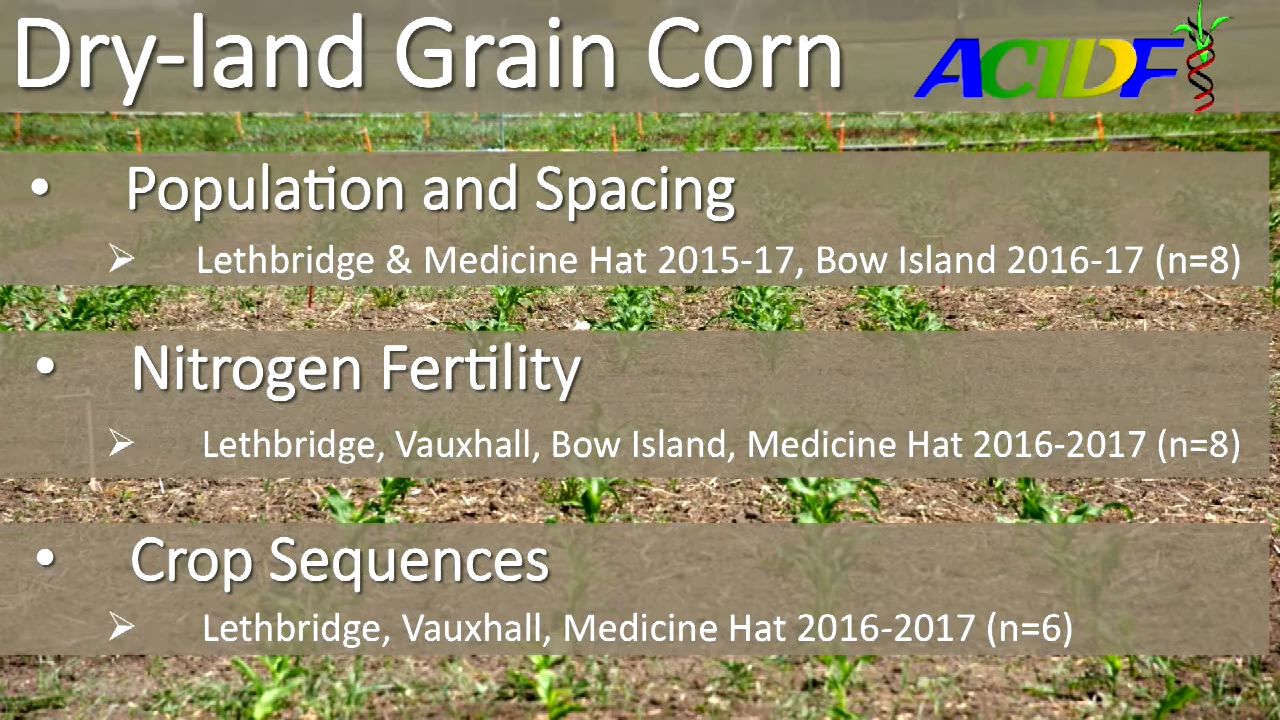 Dry-land Grain Corn
ACIDF
• Population and Spacing
➢ Lethbridge & Medicine Hat 2015-17, Bow Island 2016-17 (n=8)
• Nitrogen Fertility
➢ Lethbridge, Vauxhall, Bow Island, Medicine Hat 2016-2017 (n=8)
• Crop Sequences
➢ Lethbridge, Vauxhall, Medicine Hat 2016-2017 (n=6)